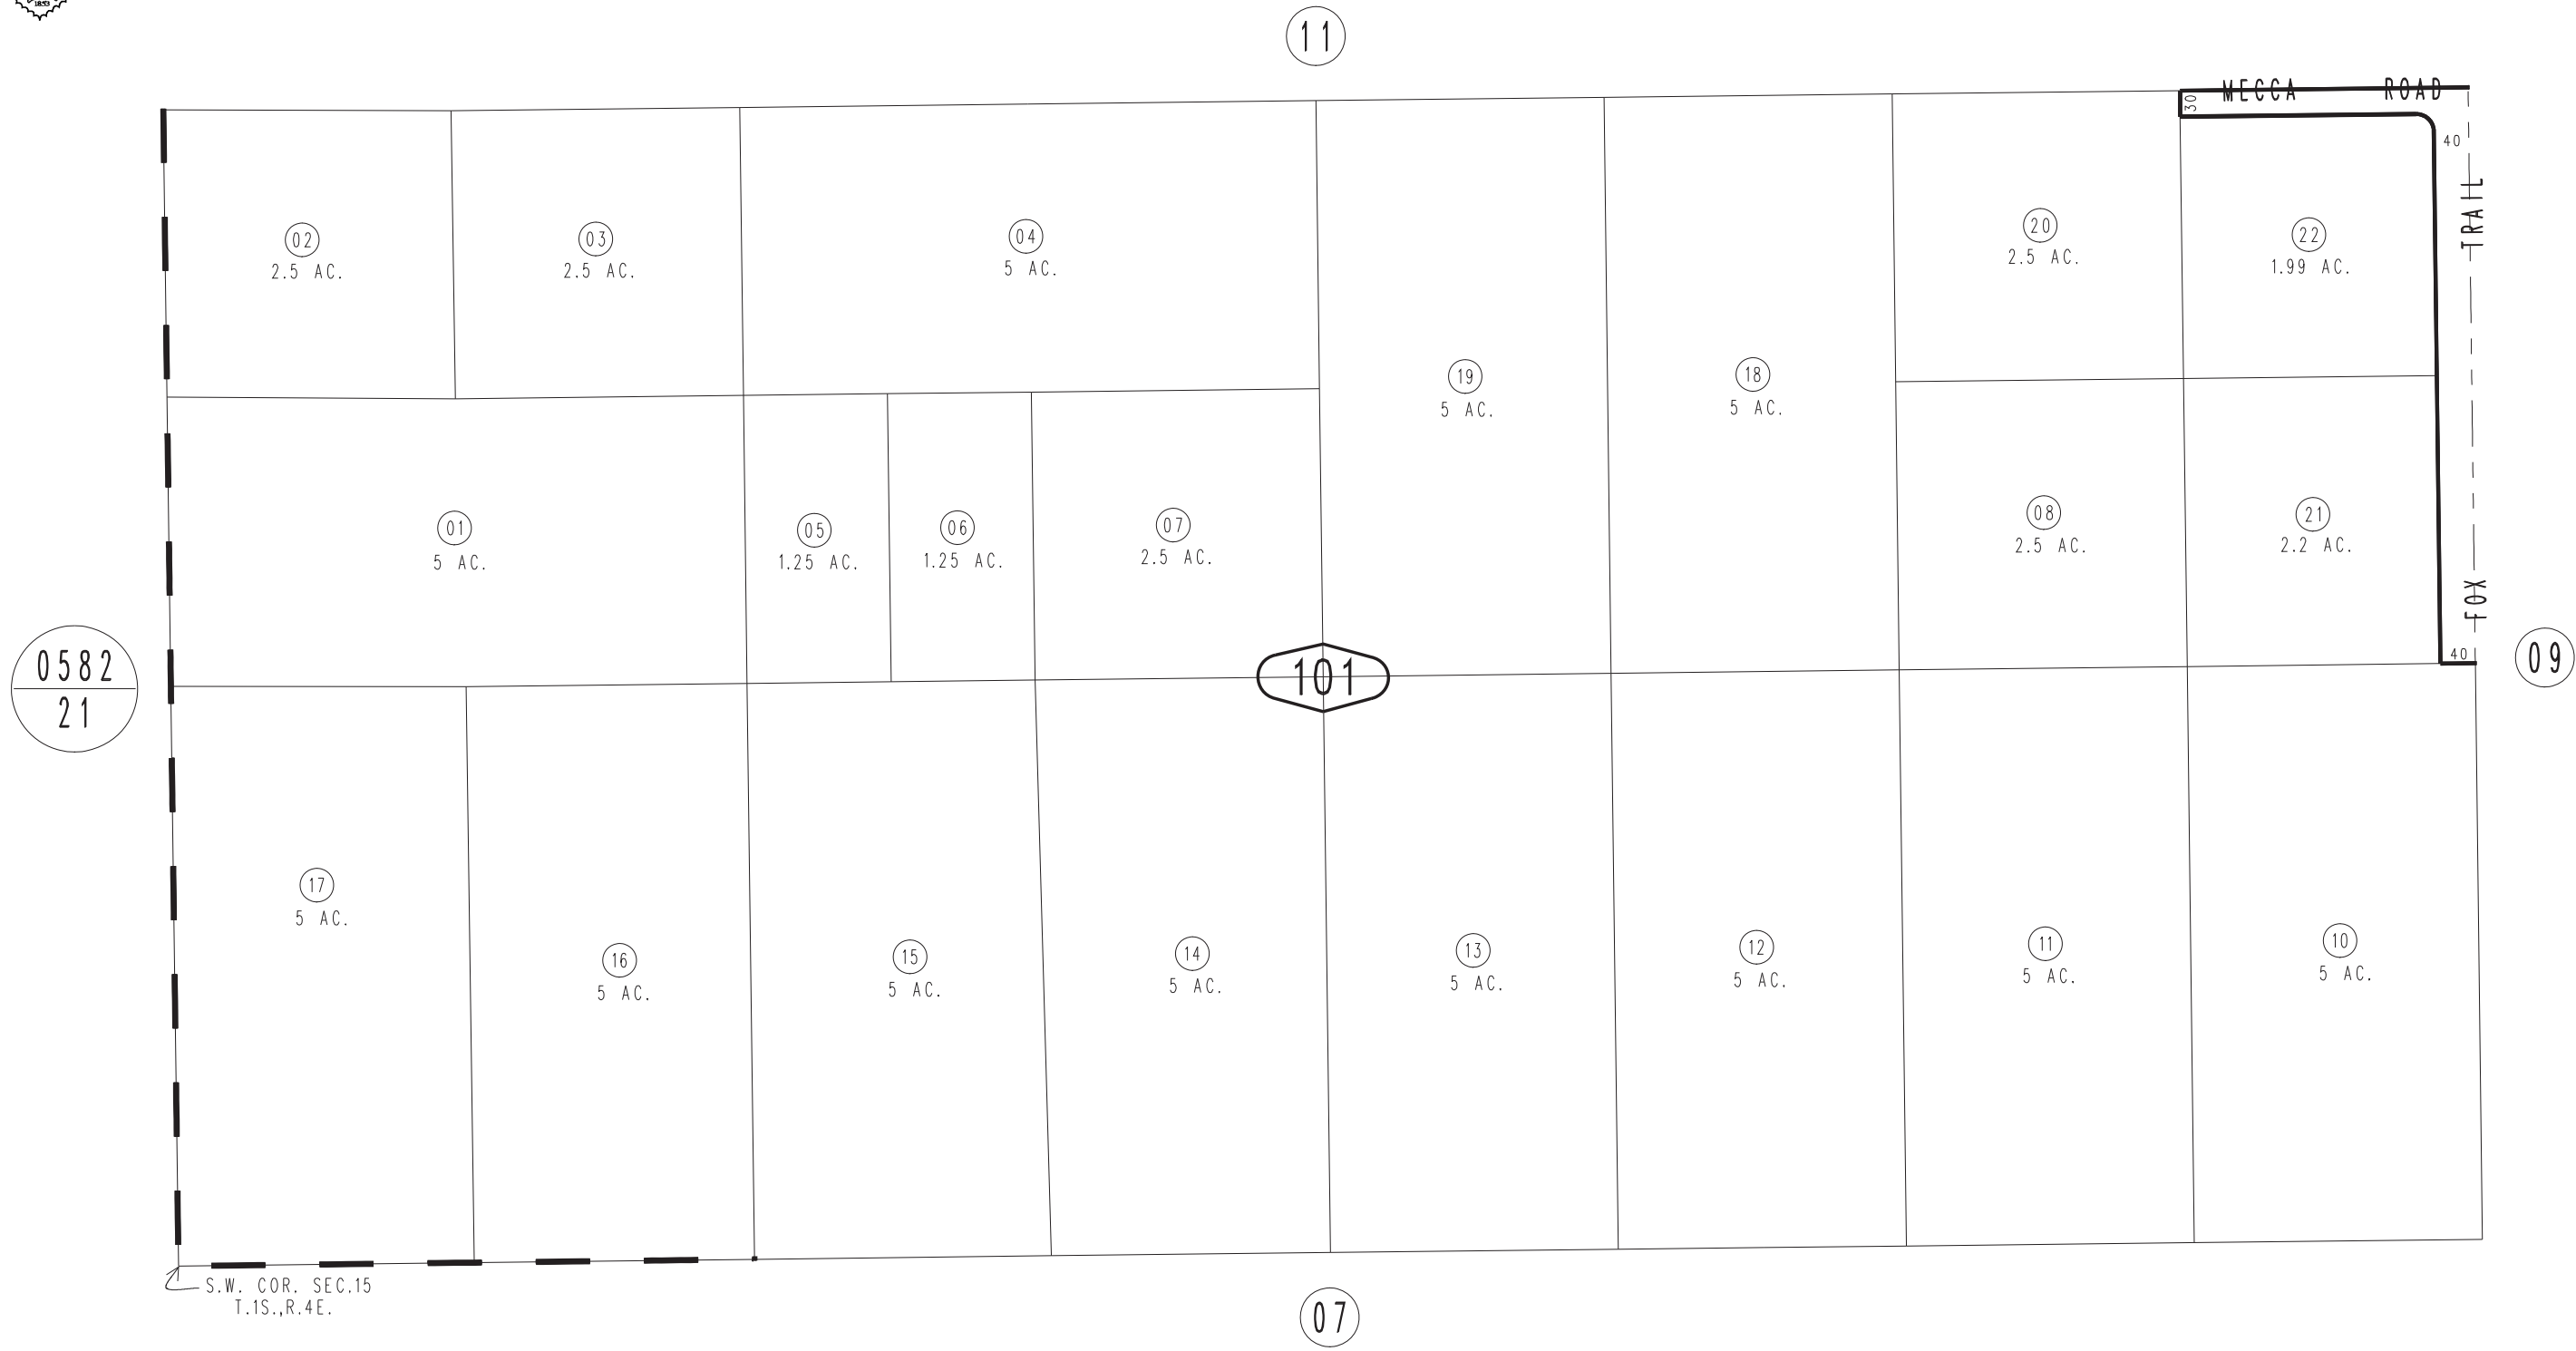 1853
11
MECCA ROAD
30
40
TRAIL
02
2.5 AC.
03
2.5 AC.
04
5 AC.
20
2.5 AC.
22
1.99 AC.
19
5 AC.
18
5 AC.
01
5 AC.
05
1.25 AC.
06
1.25 AC.
07
2.5 AC.
08
2.5 AC.
21
2.2 AC.
FOX
40
0582
21
101
09
17
5 AC.
16
5 AC.
15
5 AC.
14
5 AC.
13
5 AC.
12
5 AC.
11
5 AC.
10
5 AC.
S.W. COR. SEC.15
T.1S.,R.4E.
07